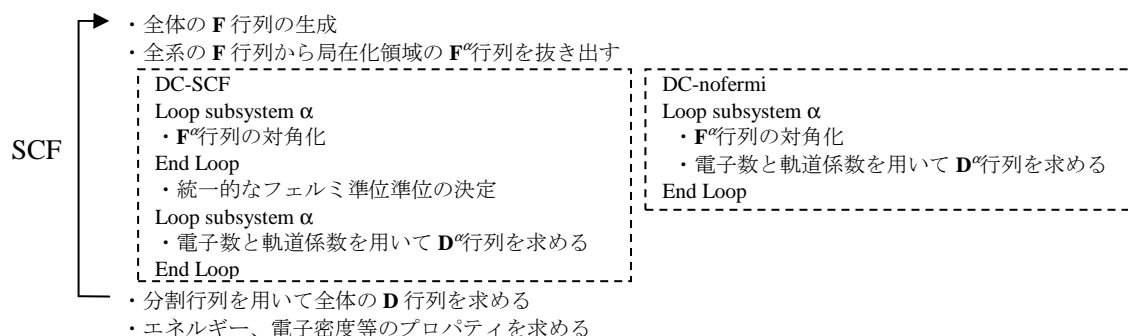 ・全体の F 行列の生成
・全系の F 行列から局在化領域の Fα行列を抜き出す
SCF
DC-SCF
Loop subsystem α
・Fα行列の対角化
End Loop
・統一的なフェルミ準位準位の決定
Loop subsystem α
・電子数と軌道係数を用いて Dα行列を求める
End Loop
DC-nofermi
Loop subsystem α
・Fα行列の対角化
・電子数と軌道係数を用いて Dα行列を求める
End Loop
・分割行列を用いて全体の D 行列を求める
・エネルギー、電子密度等のプロパティを求める